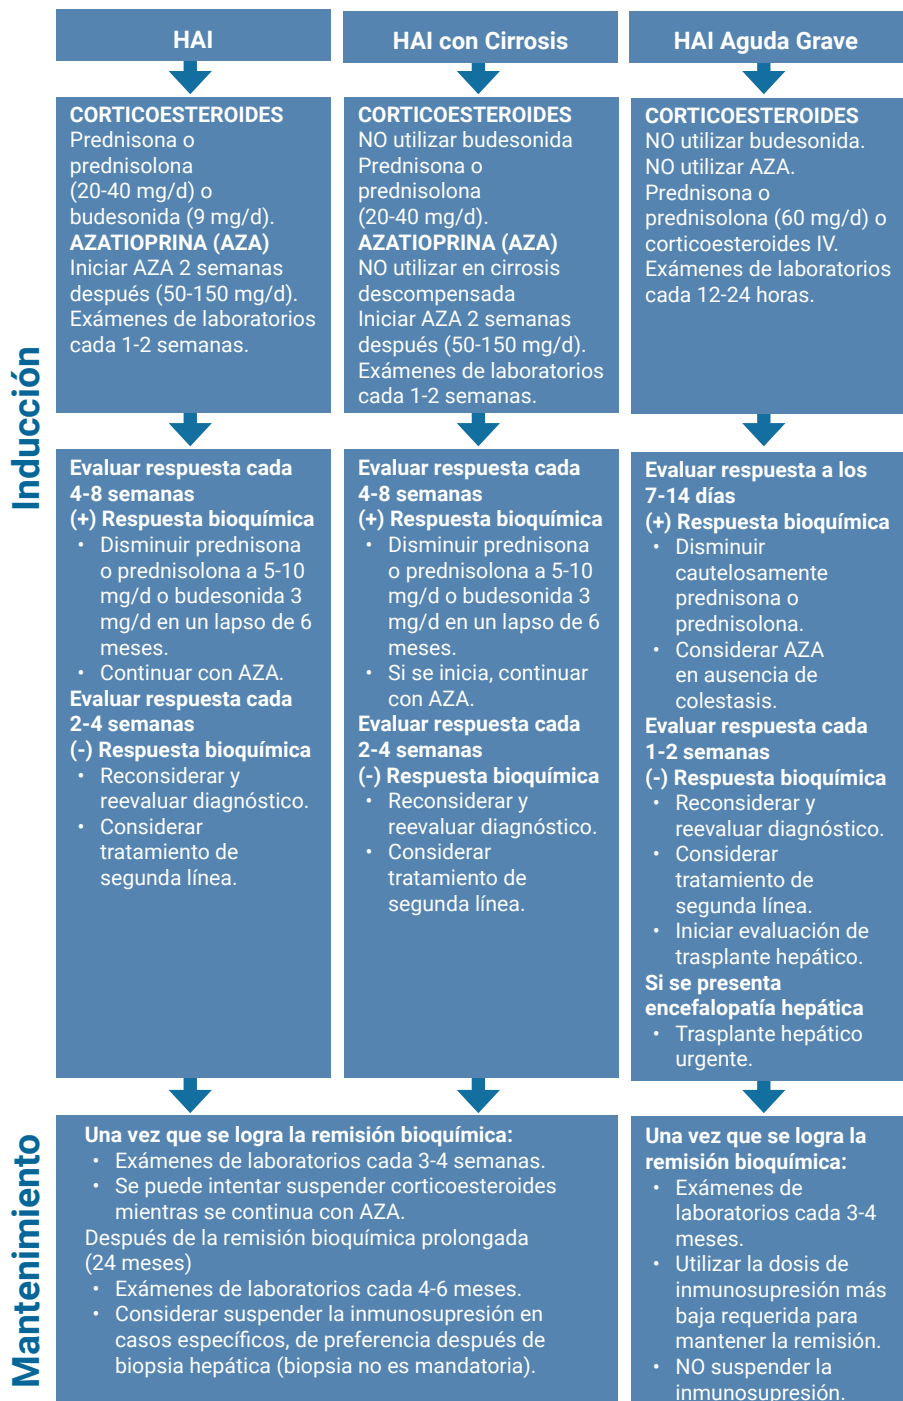 HAI
HAI con Cirrosis
HAI Aguda Grave
Inducción
CORTICOESTEROIDES
Prednisona o
prednisolona
(20-40 mg/d) o
budesonida (9 mg/d).
AZATIOPRINA (AZA)
Iniciar AZA 2 semanas
después (50-150 mg/d).
Exámenes de laboratorios
cada 1-2 semanas.
CORTICOESTEROIDES
NO utilizar budesonida
Prednisona o
prednisolona
(20-40 mg/d).
AZATIOPRINA (AZA)
NO utilizar en cirrosis
descompensada
Iniciar AZA 2 semanas
después (50-150 mg/d).
Exámenes de laboratorios
cada 1-2 semanas.
CORTICOESTEROIDES
NO utilizar budesonida.
NO utilizar AZA.
Prednisona o
prednisolona (60 mg/d) o
corticoesteroides IV.
Exámenes de laboratorios
cada 12-24 horas.
Evaluar respuesta cada
4-8 semanas
(+) Respuesta bioquímica
• Disminuir prednisona
o prednisolona a 5-10
mg/d o budesonida 3
mg/d en un lapso de 6
meses.
• Continuar con AZA.
Evaluar respuesta cada
2-4 semanas
(-) Respuesta bioquímica
• Reconsiderar y
reevaluar diagnóstico.
• Considerar
tratamiento de
segunda línea.
Evaluar respuesta cada
4-8 semanas
(+) Respuesta bioquímica
• Disminuir prednisona
o prednisolona a 5-10
mg/d o budesonida 3
mg/d en un lapso de 6
meses.
• Si se inicia, continuar
con AZA.
Evaluar respuesta cada
2-4 semanas
(-) Respuesta bioquímica
• Reconsiderar y
reevaluar diagnóstico.
• Considerar
tratamiento de
segunda línea.
Evaluar respuesta a los
7-14 días
(+) Respuesta bioquímica
• Disminuir
cautelosamente
prednisona o
prednisolona.
• Considerar AZA
en ausencia de
colestasis.
Evaluar respuesta cada
1-2 semanas
(-) Respuesta bioquímica
• Reconsiderar y
reevaluar diagnóstico.
• Considerar
tratamiento de
segunda línea.
• Iniciar evaluación de
trasplante hepático.
Si se presenta
encefalopatía hepática
• Trasplante hepático
urgente.
Mantenimiento
Una vez que se logra la remisión bioquímica:
• Exámenes de laboratorios cada 3-4 semanas.
• Se puede intentar suspender corticoesteroides
mientras se continua con AZA.
Después de la remisión bioquímica prolongada
(24 meses)
• Exámenes de laboratorios cada 4-6 meses.
• Considerar suspender la inmunosupresión en
casos específicos, de preferencia después de
biopsia hepática (biopsia no es mandatoria).
Una vez que se logra la
remisión bioquímica:
• Exámenes de
laboratorios cada 3-4
meses.
• Utilizar la dosis de
inmunosupresión más
baja requerida para
mantener la remisión.
• NO suspender la
inmunosupresión.